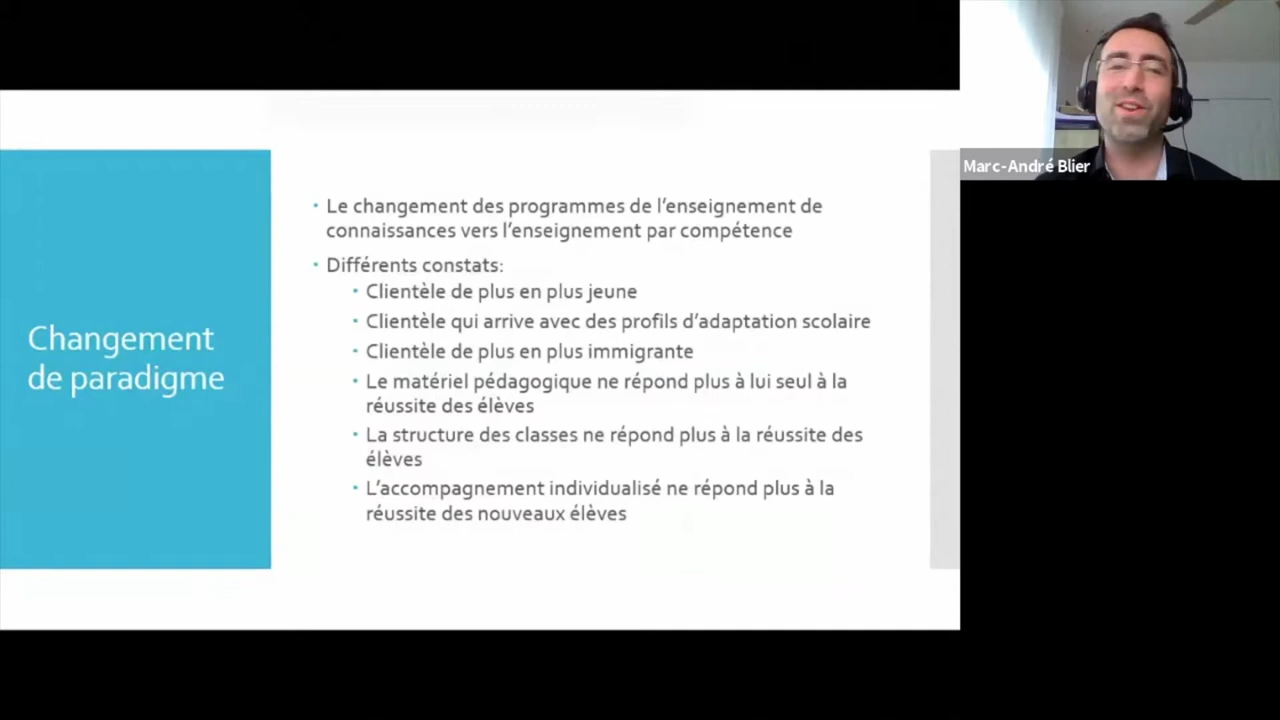 Marc-André Blier
Changement
de paradigme
• Le changement des programmes de l'enseignement de
connaissances vers l'enseignement par compétence
• Différents constats:
• Clientèle de plus en plus jeune
• Clientèle qui arrive avec des profils d'adaptation scolaire
• Clientèle de plus en plus immigrante
• Le matériel pédagogique ne répond plus à lui seul à la
réussite des élèves
• La structure des classes ne répond plus à la réussite des
élèves
• L'accompagnement individualisé ne répond plus à la
réussite des nouveaux élèves